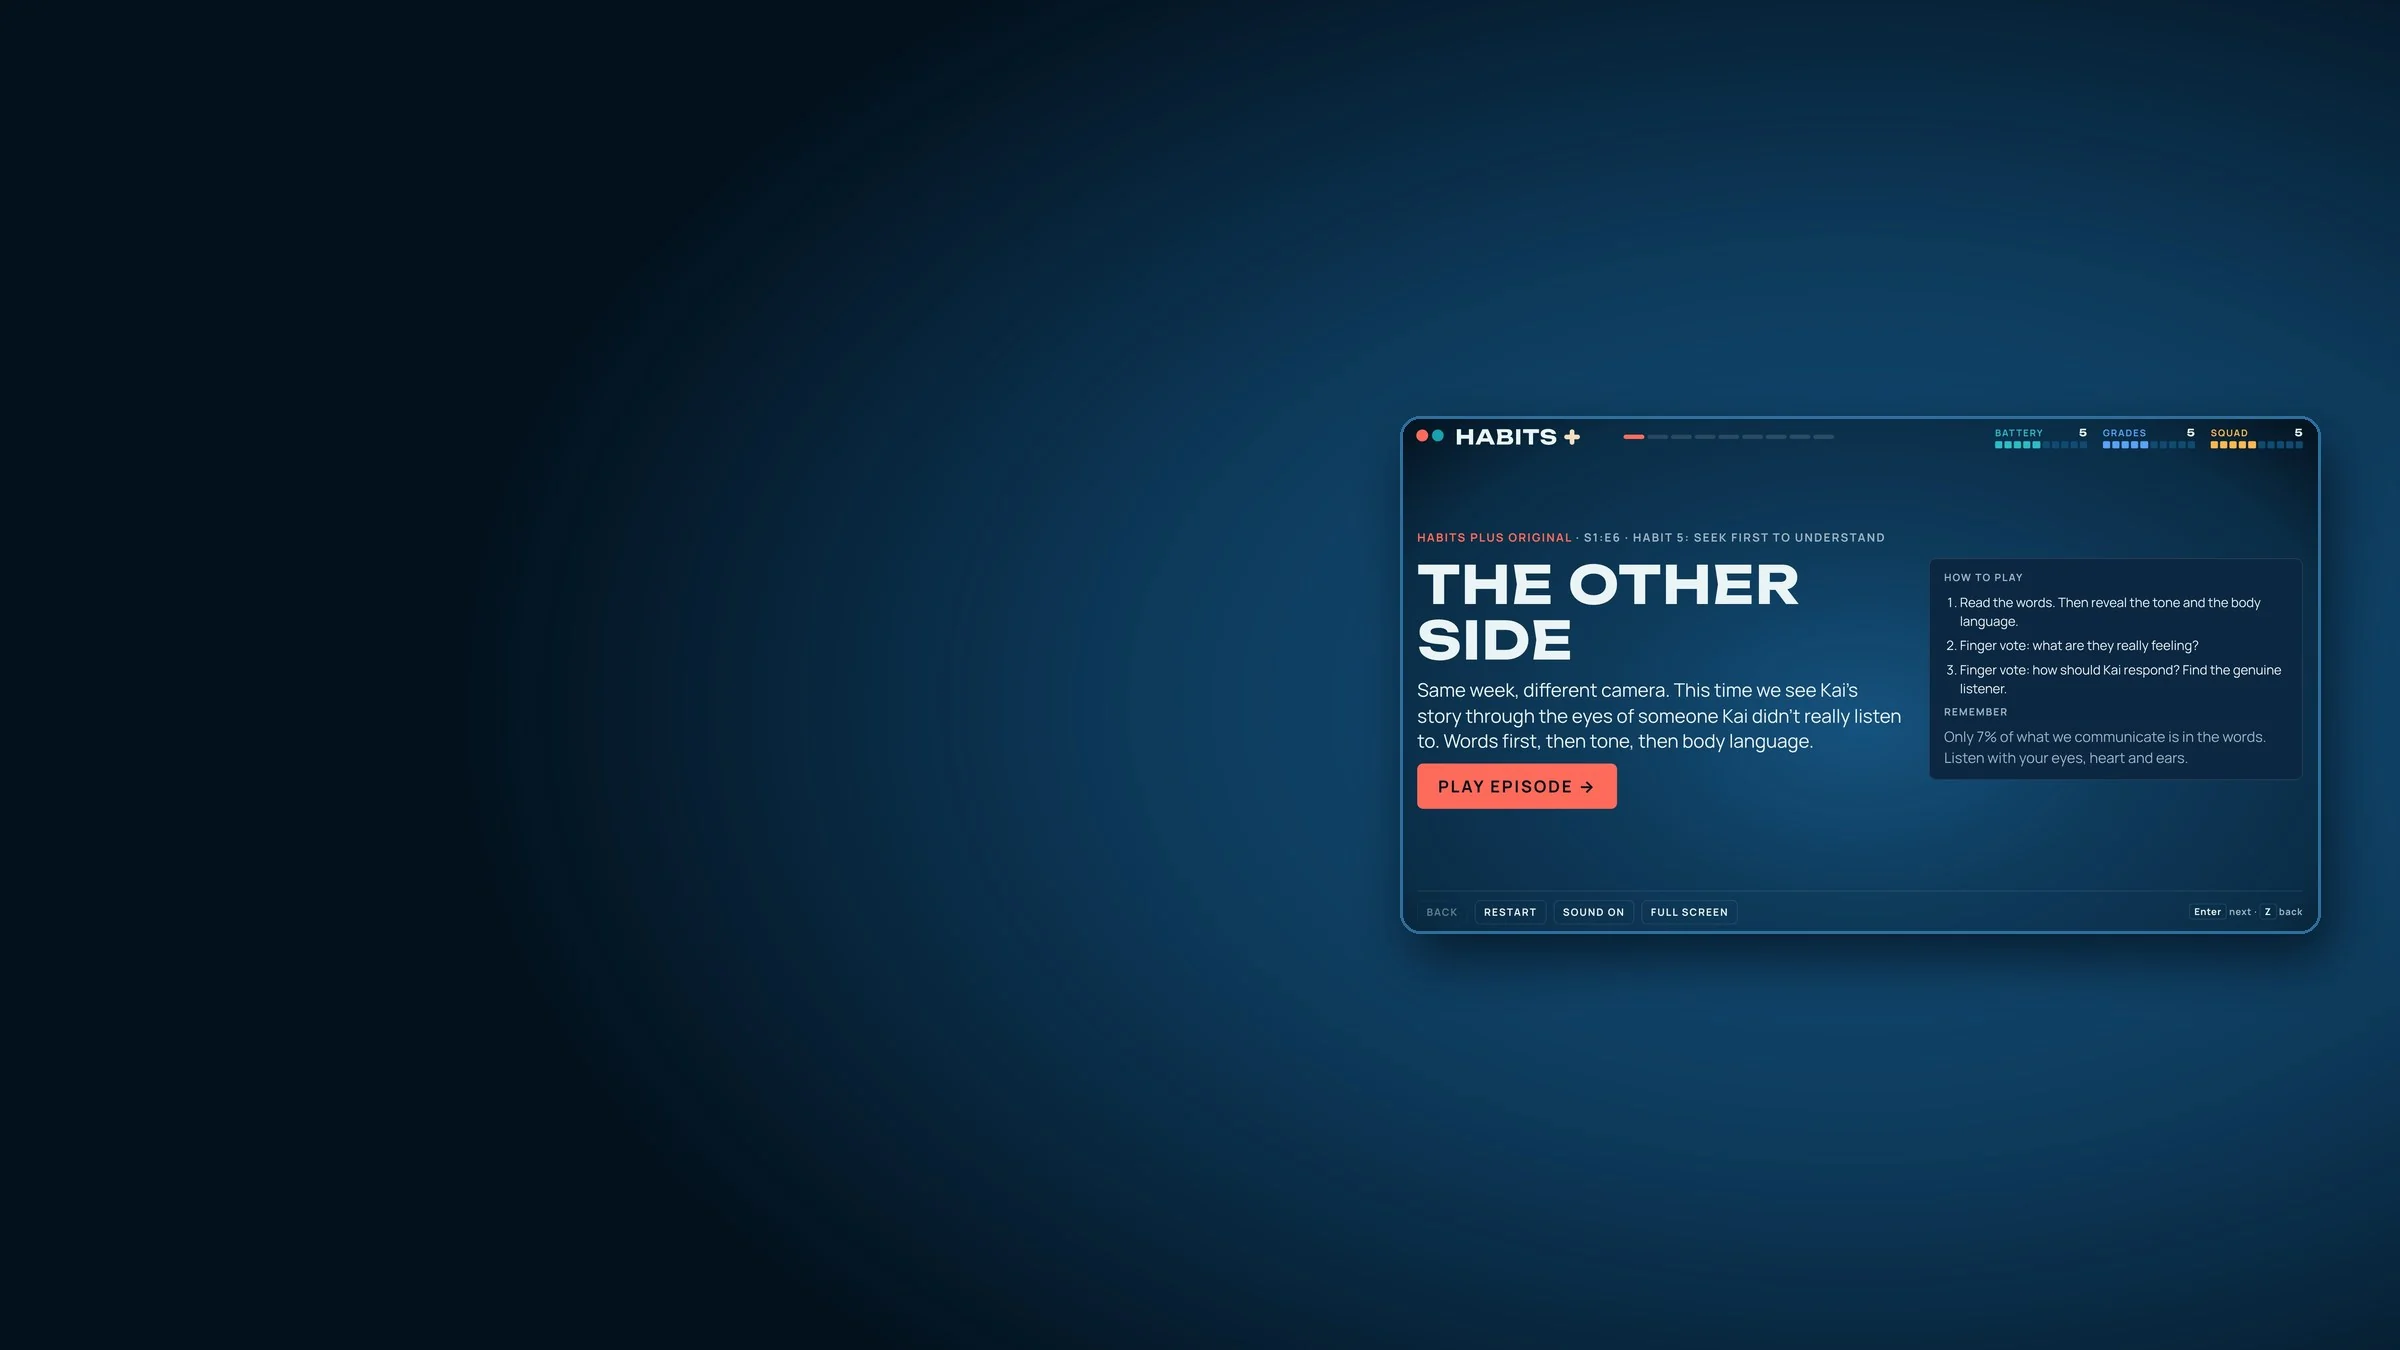 HABITS +
BATTERY 5
GRADES 5
SQUAD 5
HABITS PLUS ORIGINAL · S1:E6 · HABIT 5: SEEK FIRST TO UNDERSTAND
THE OTHER
SIDE
Same week, different camera. This time we see Kai's
story through the eyes of someone Kai didn't really listen
to. Words first, then tone, then body language.
PLAY EPISODE →
HOW TO PLAY
1. Read the words. Then reveal the tone and the body
language.
2. Finger vote: what are they really feeling?
3. Finger vote: how should Kai respond? Find the genuine
listener.
REMEMBER
Only 7% of what we communicate is in the words.
Listen with your eyes, heart and ears.
BACK RESTART SOUND ON FULL SCREEN
Enter next · Z back